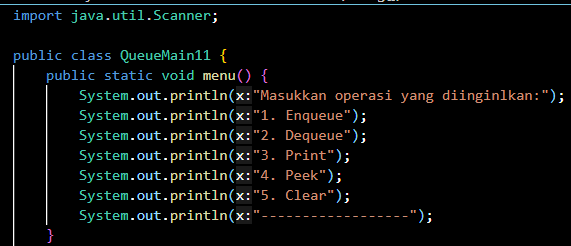 import java.util.Scanner;
public class QueueMain11 {
public static void menu() {
System.out.println(x:"Masukkan operasi yang diinginlkan:");
System.out.println(x:"1. Enqueue");
System.out.println(x:"2. Dequeue");
System.out.println(x:"3. Print");
System.out.println(x:"4. Peek");
System.out.println(x:"5. Clear");
System.out.println(x:"------------------");
}